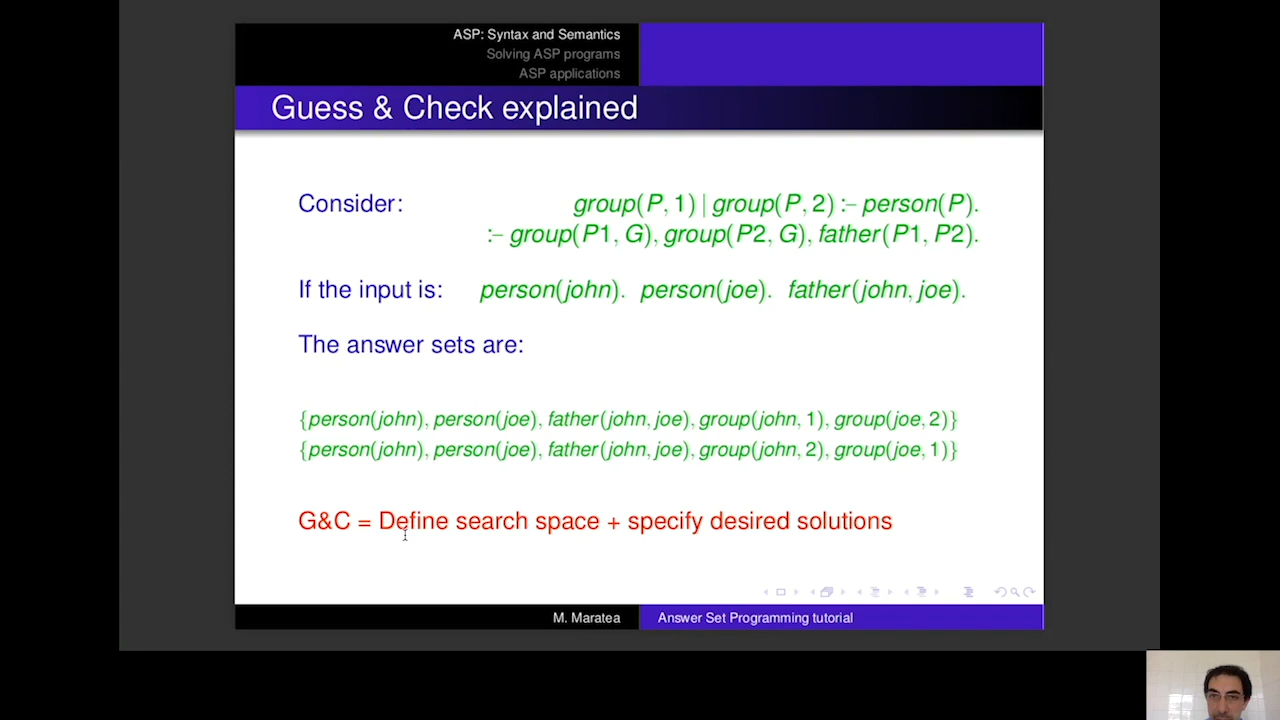 ASP: Syntax and Semantics
Solving ASP programs
ASP applications
Guess & Check explained
Consider: group(P, 1) | group(P, 2) :– person(P).
:– group(P1, G), group(P2, G), father(P1, P2).
If the input is: person(john). person(joe). father(john, joe).
The answer sets are:
{person(john), person(joe), father(john, joe), group(john, 1), group(joe, 2)}
{person(john), person(joe), father(john, joe), group(john, 2), group(joe, 1)}
G&C = Define search space + specify desired solutions
M. Maratea Answer Set Programming tutorial